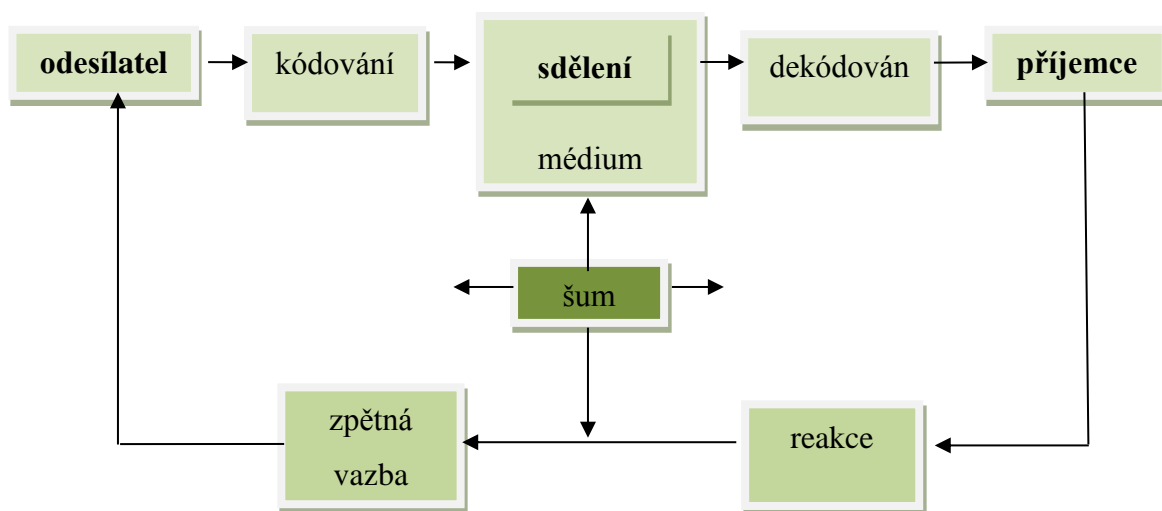 odesílatel
kódování
sdělení
médium
dekódován
příjemce
šum
zpětná
vazba
reakce